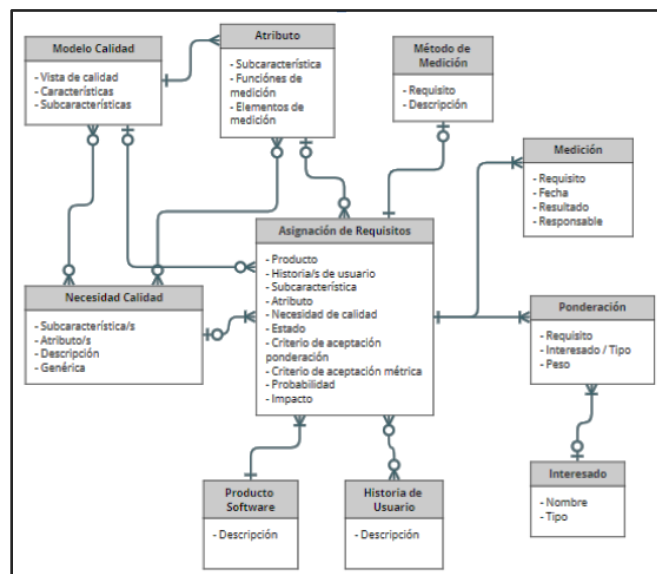 Modelo Calidad
- Vista de calidad
- Características
- Subcaracterísticas
Atributo
- Subcaracterística
- Funciónes de
medición
- Elementos de
medición
Método de
Medición
- Requisito
- Descripción
Medición
- Requisito
- Fecha
- Resultado
- Responsable
Asignación de Requisitos
- Producto
- Historia/s de usuario
- Subcaracterística
- Atributo
- Necesidad de calidad
- Estado
- Criterio de aceptación
ponderación
- Criterio de aceptación métrica
- Probabilidad
- Impacto
Necesidad Calidad
- Subcaracterística/s
- Atributo/s
- Descripción
- Genérica
Ponderación
- Requisito
- Interesado / Tipo
- Peso
Producto
Software
- Descripción
Historia de
Usuario
- Descripción
Interesado
- Nombre
- Tipo